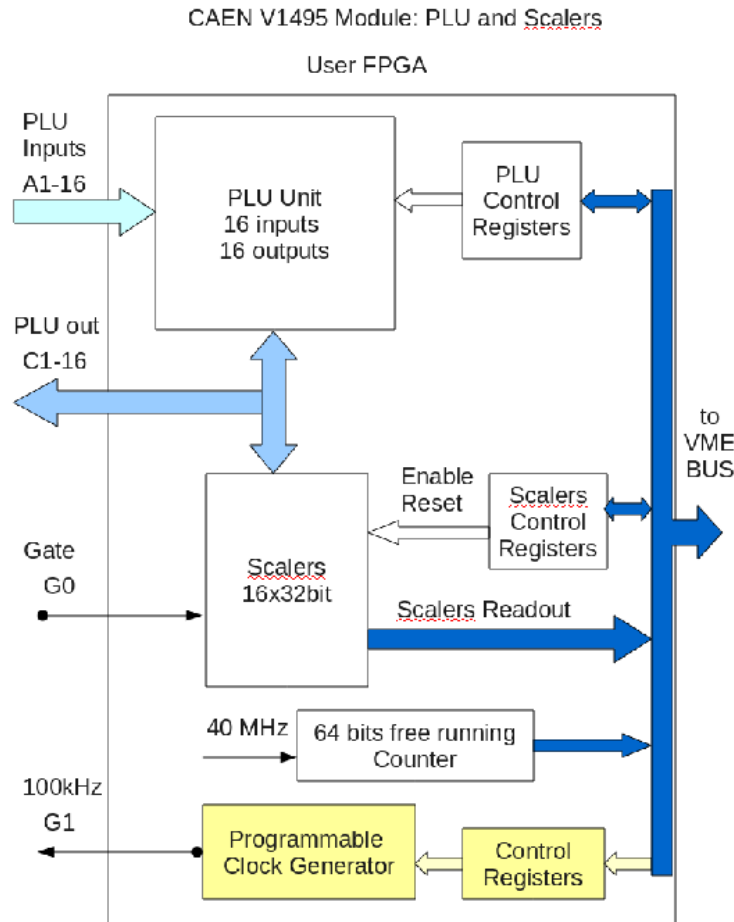 CAEN V1495 Module: PLU and Scalers
User FPGA
PLU
Inputs
A1-16
PLU Unit
16 inputs
16 outputs
PLU
Control
Registers
PLU out
C1-16
to
VME
BUS
Enable
Reset
Scalers
Control
Registers
Gate
G0
Scalers
16x32bit
Scalers Readout
40 MHz
64 bits free running
Counter
100kHz
G1
Programmable
Clock Generator
Control
Registers